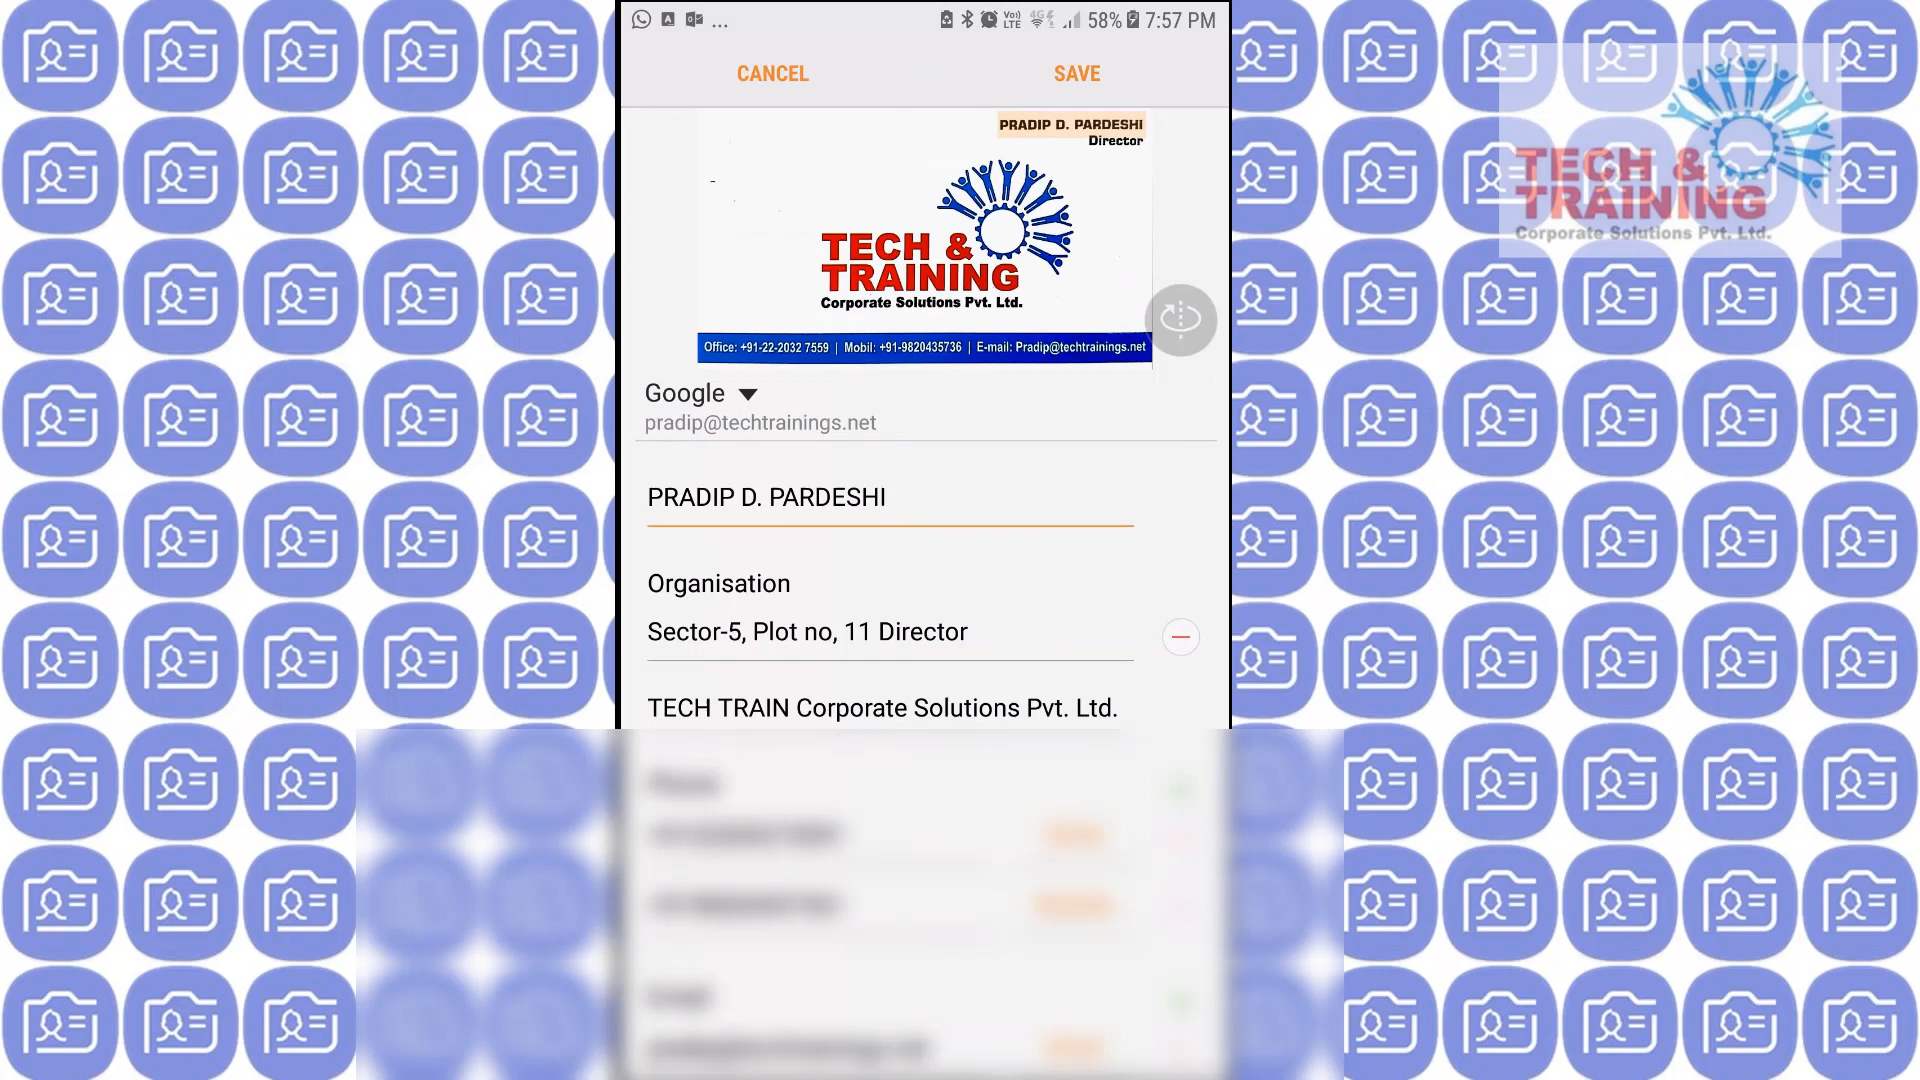 ... 58% 7:57 PM
CANCEL SAVE
PRADIP D. PARDESHI
Director
TECH &
TRAINING
Corporate Solutions Pvt. Ltd.
Office: +91-22-2032 7559 | Mobil: +91-9820435736 | E-mail: Pradip@techtrainings.net
Google
pradip@techtrainings.net
PRADIP D. PARDESHI
Organisation
Sector-5, Plot no, 11 Director
TECH TRAIN Corporate Solutions Pvt. Ltd.
TECH &
TRAINING
Corporate Solutions Pvt. Ltd.